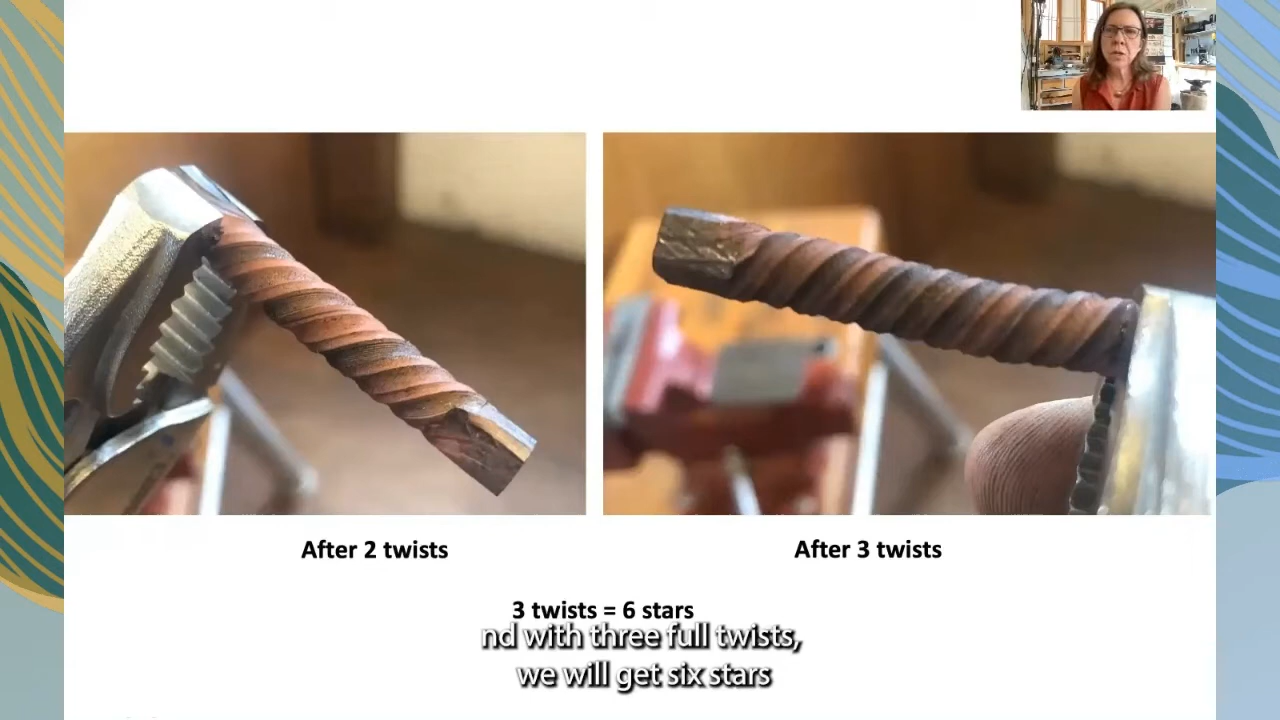 After 2 twists
After 3 twists
3 twists = 6 stars
nd with three full twists,
we will get six stars